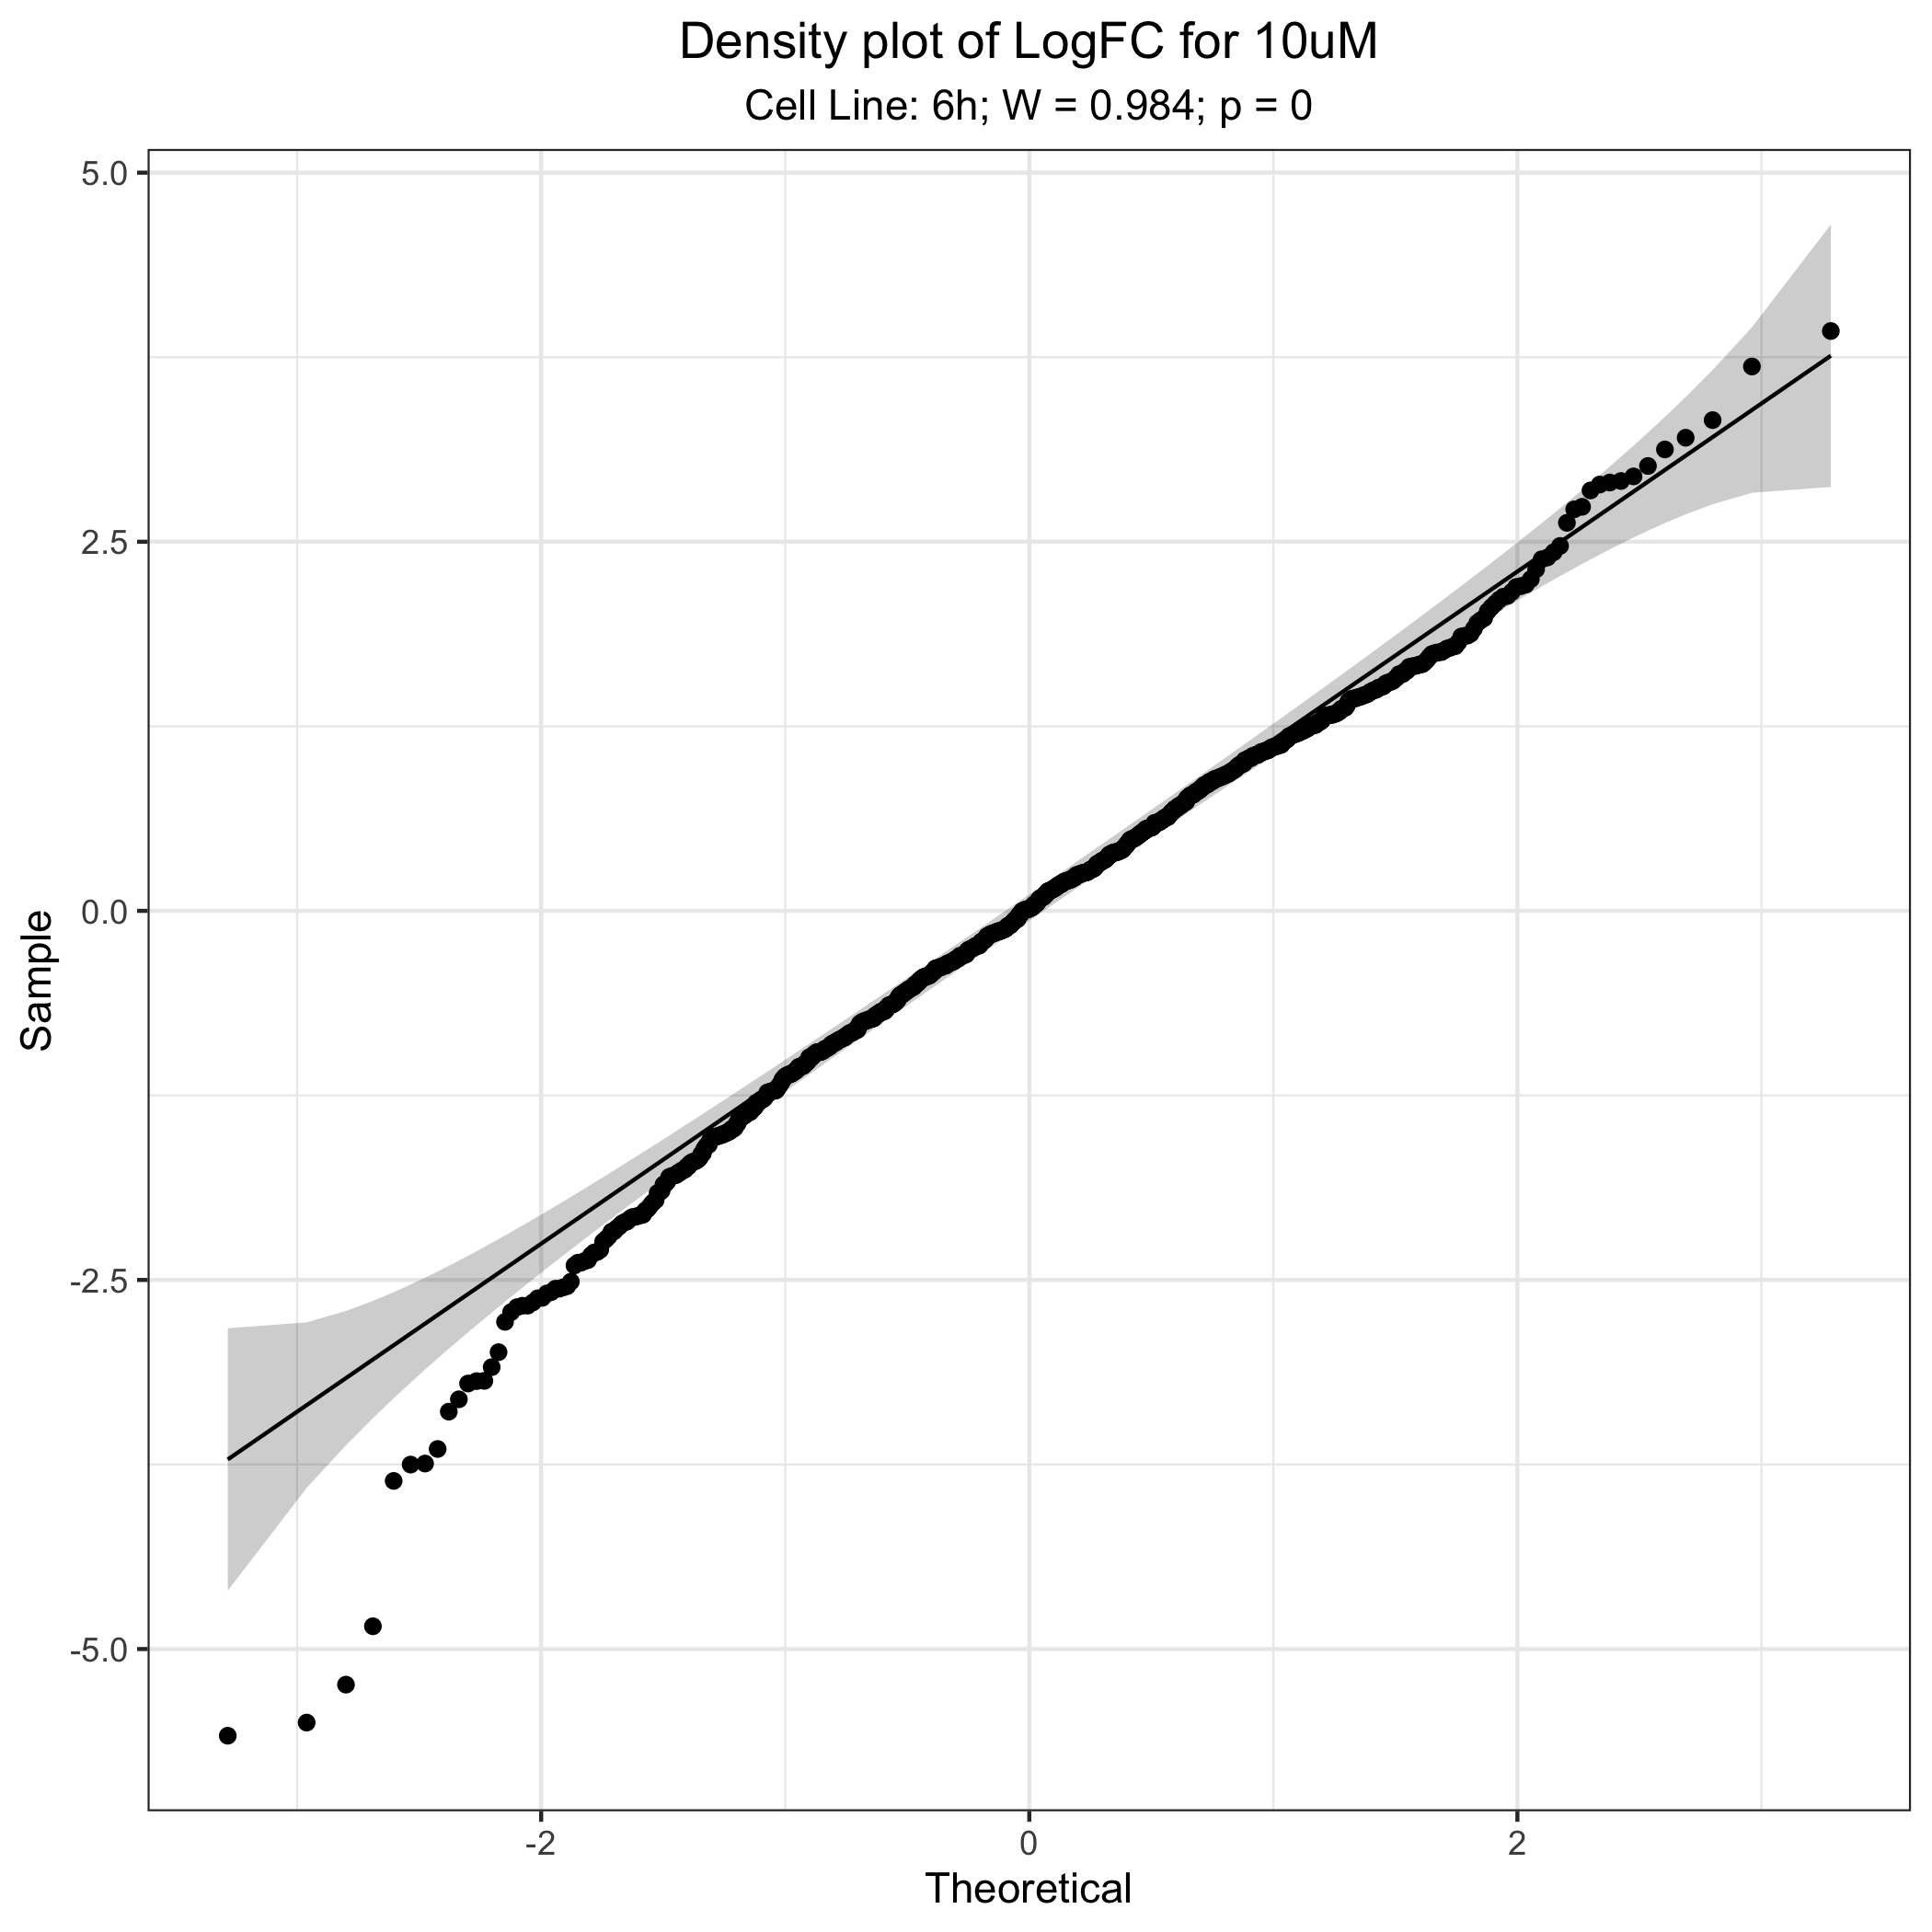 Density plot of LogFC for 10uM
Cell Line: 6h; W = 0.984; p = 0
5.0
2.5
0.0
-2.5
-5.0
Sample
-2
0
2
Theoretical